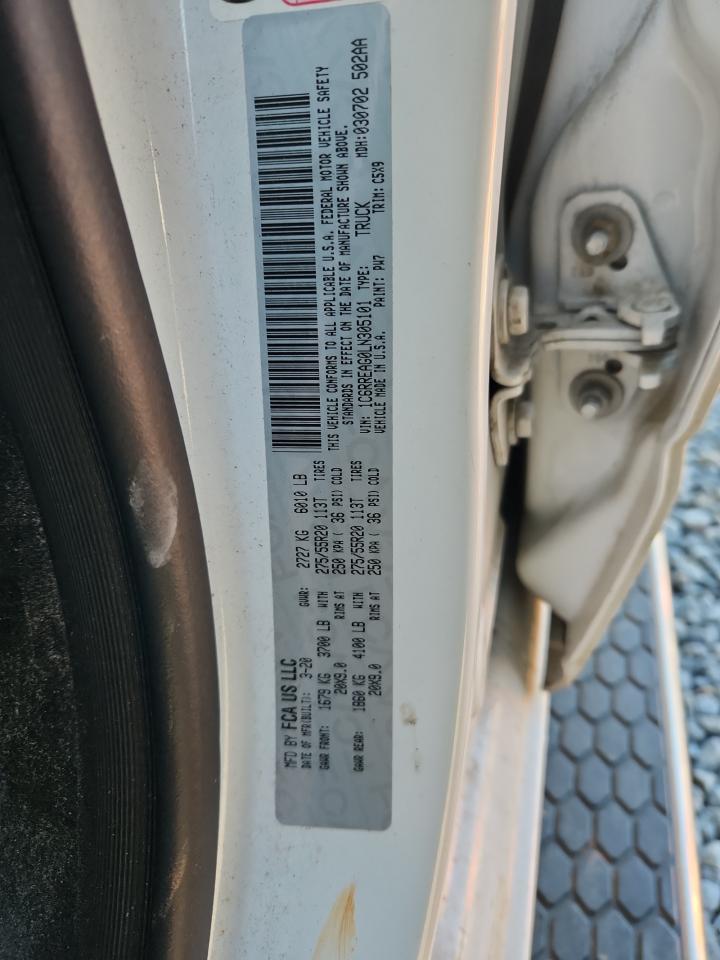 MFD BY FCA US LLC
DATE OF MFR(BUILT): 3-20 GVWR: 2727 KG 6010 LB
GAWR FRONT: 1679 KG 3700 LB WITH 275/55R20 113T TIRES
20X9.0 RIMS AT 250 KPA ( 36 PSI) COLD
GAWR REAR: 1860 KG 4100 LB WITH 275/55R20 113T TIRES
20X9.0 RIMS AT 250 KPA ( 36 PSI) COLD
THIS VEHICLE CONFORMS TO ALL APPLICABLE U.S.A. FEDERAL MOTOR VEHICLE SAFETY
STANDARDS IN EFFECT ON THE DATE OF MANUFACTURE SHOWN ABOVE.
VIN: 1C6RREAG0LN305101 TYPE: TRUCK MDH:030702 502AA
VEHICLE MADE IN U.S.A. PAINT: PW7 TRIM: C5X9